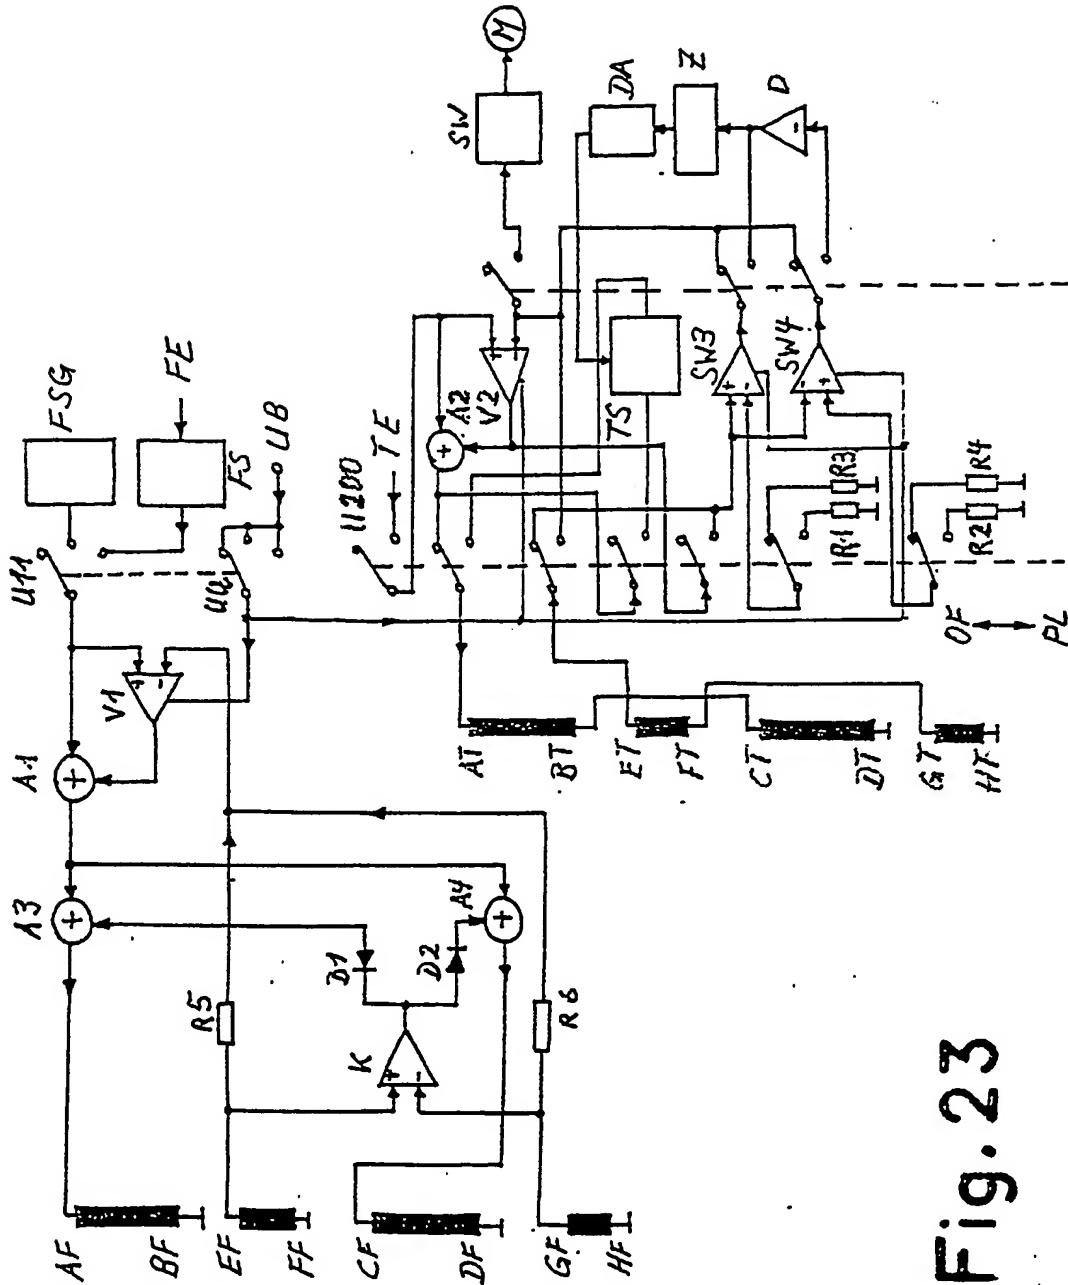 M
SW
DA
Z
D
FSG
FE
FS
UB
U11
UU
U1200
TE
A2
V2
TS
SW3
SW4
R3
R1
R4
R2
OF
PL
V1
A1
AT
BT
ET
FT
CT
DT
GT
HT
A3
A4
D1
D2
R5
R6
K
AF
BF
EF
FF
CF
DF
GF
HF
+
-
Fig. 23